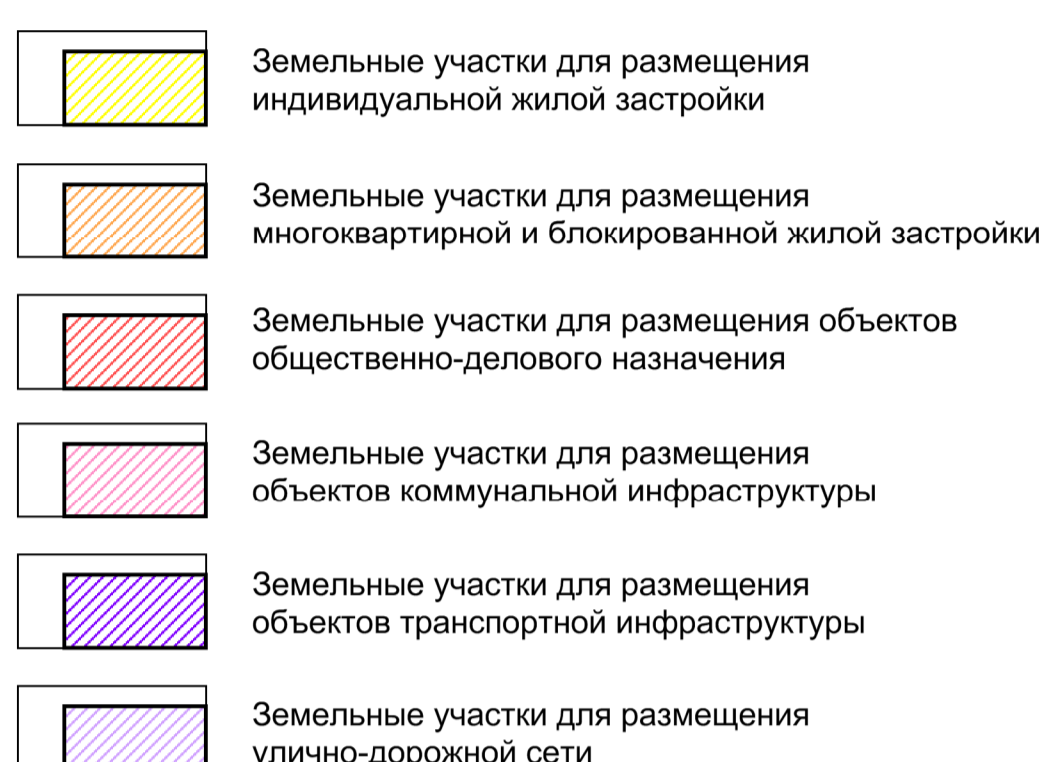 Земельные участки для размещения
индивидуальной жилой застройки
Земельные участки для размещения
многоквартирной и блокированной жилой застройки
Земельные участки для размещения объектов
общественно-делового назначения
Земельные участки для размещения
объектов коммунальной инфраструктуры
Земельные участки для размещения
объектов транспортной инфраструктуры
Земельные участки для размещения
улично-дорожной сети